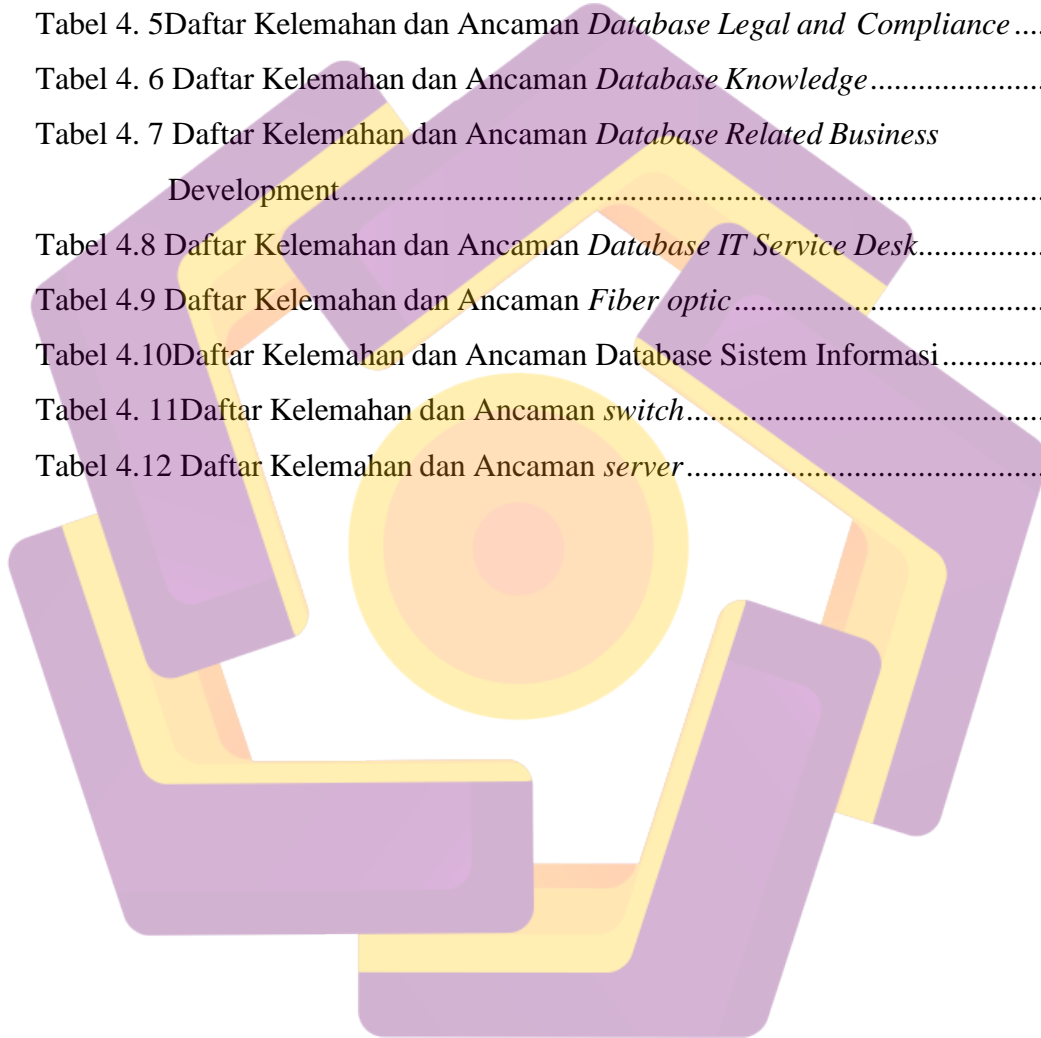 Tabel 4. 5Daftar Kelemahan dan Ancaman Database Legal and Compliance ....
Tabel 4. 6 Daftar Kelemahan dan Ancaman Database Knowledge ....................
Tabel 4. 7 Daftar Kelemahan dan Ancaman Database Related Business
Development ..........................................................................................
Tabel 4.8 Daftar Kelemahan dan Ancaman Database IT Service Desk ................
Tabel 4.9 Daftar Kelemahan dan Ancaman Fiber optic ....................................
Tabel 4.10Daftar Kelemahan dan Ancaman Database Sistem Informasi .............
Tabel 4. 11Daftar Kelemahan dan Ancaman switch ..........................................
Tabel 4.12 Daftar Kelemahan dan Ancaman server ..........................................